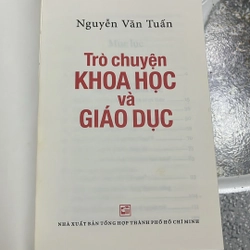 Nguyễn Văn Tuấn
Trò chuyện
KHOA HỌC
và
GIÁO DỤC
NHÀ XUẤT BẢN TỔNG HỢP THÀNH PHỐ HỒ CHÍ MINH